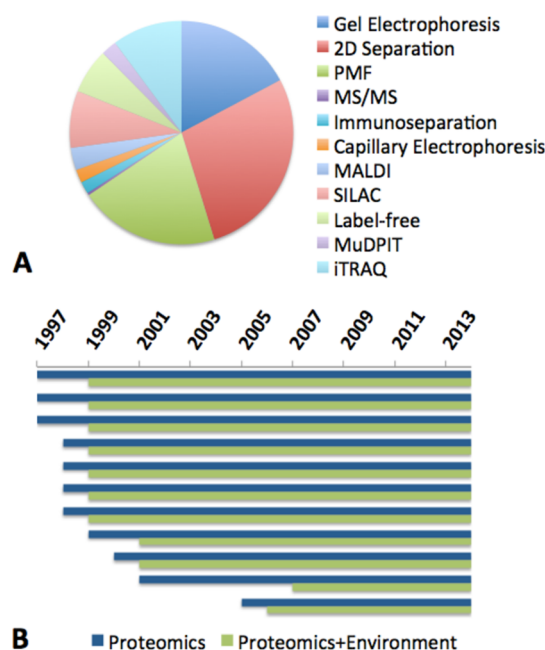 Gel Electrophoresis
2D Separation
PMF
MS/MS
Immunoseparation
Capillary Electrophoresis
MALDI
SILAC
Label-free
MuDPIT
iTRAQ
A
1997
1999
2001
2003
2005
2007
2009
2011
2013
B
Proteomics
Proteomics+Environment